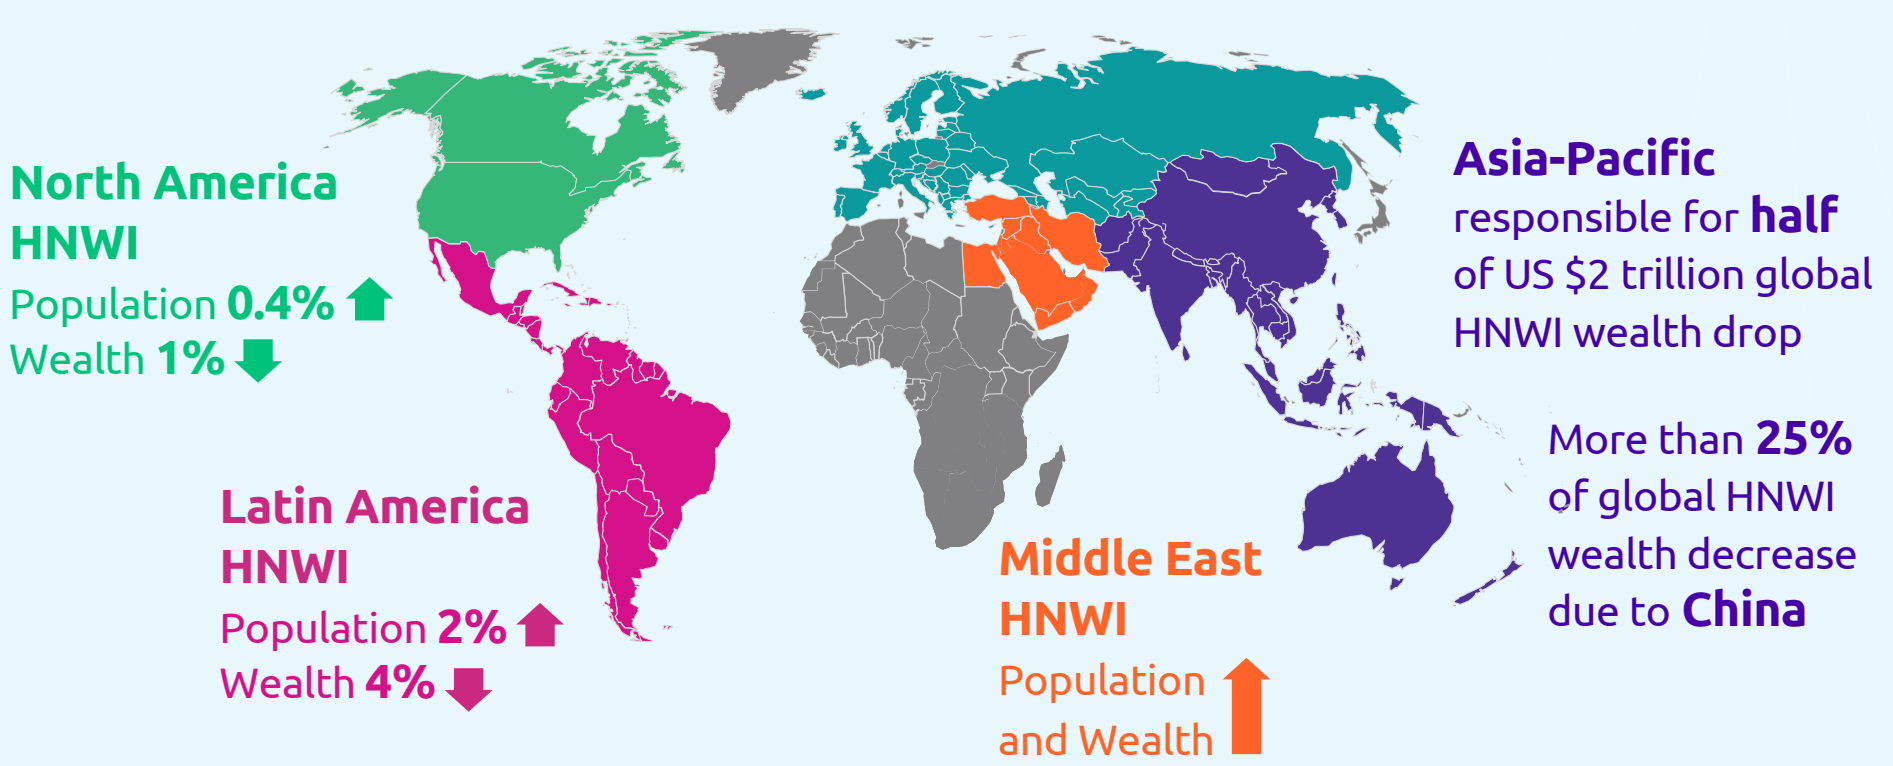 North America
HNWI
Population 0.4%
Wealth 1%
Latin America
HNWI
Population 2%
Wealth 4%
Middle East
HNWI
Population
and Wealth
Asia-Pacific
responsible for half
of US $2 trillion global
HNWI wealth drop
More than 25%
of global HNWI
wealth decrease
due to China